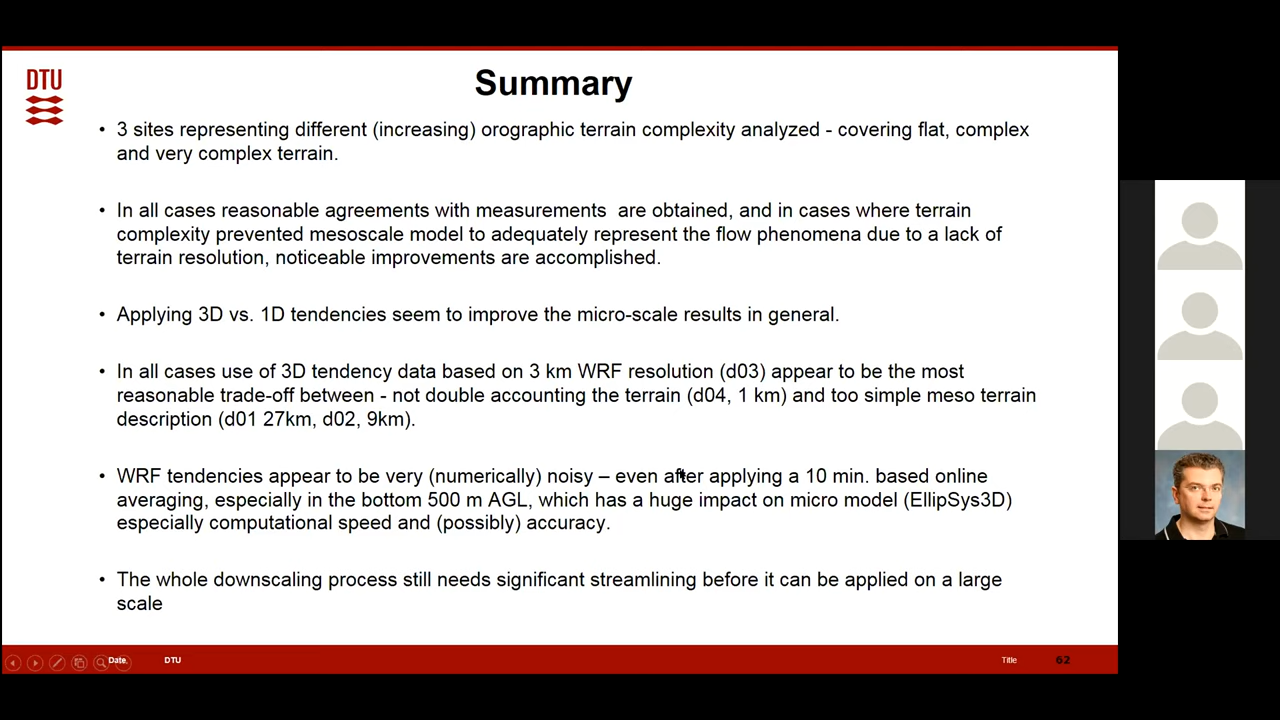 DTU
Summary
• 3 sites representing different (increasing) orographic terrain complexity analyzed - covering flat, complex
and very complex terrain.
• In all cases reasonable agreements with measurements  are obtained, and in cases where terrain
complexity prevented mesoscale model to adequately represent the flow phenomena due to a lack of
terrain resolution, noticeable improvements are accomplished.
• Applying 3D vs. 1D tendencies seem to improve the micro-scale results in general.
• In all cases use of 3D tendency data based on 3 km WRF resolution (d03) appear to be the most
reasonable trade-off between - not double accounting the terrain (d04, 1 km) and too simple meso terrain
description (d01 27km, d02, 9km).
• WRF tendencies appear to be very (numerically) noisy – even after applying a 10 min. based online
averaging, especially in the bottom 500 m AGL, which has a huge impact on micro model (EllipSys3D)
especially computational speed and (possibly) accuracy.
• The whole downscaling process still needs significant streamlining before it can be applied on a large
scale
Date. DTU Title 62